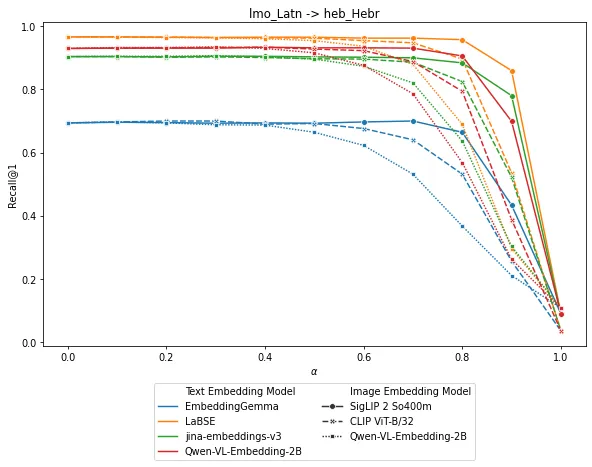 lmo_Latn -> heb_Hebr
Recall@1
1.0
0.8
0.6
0.4
0.2
0.0
0.0 0.2 0.4 0.6 0.8 1.0
α
Text Embedding Model
EmbeddingGemma
LaBSE
jina-embeddings-v3
Qwen-VL-Embedding-2B
Image Embedding Model
SigLIP 2 So400m
CLIP ViT-B/32
Qwen-VL-Embedding-2B